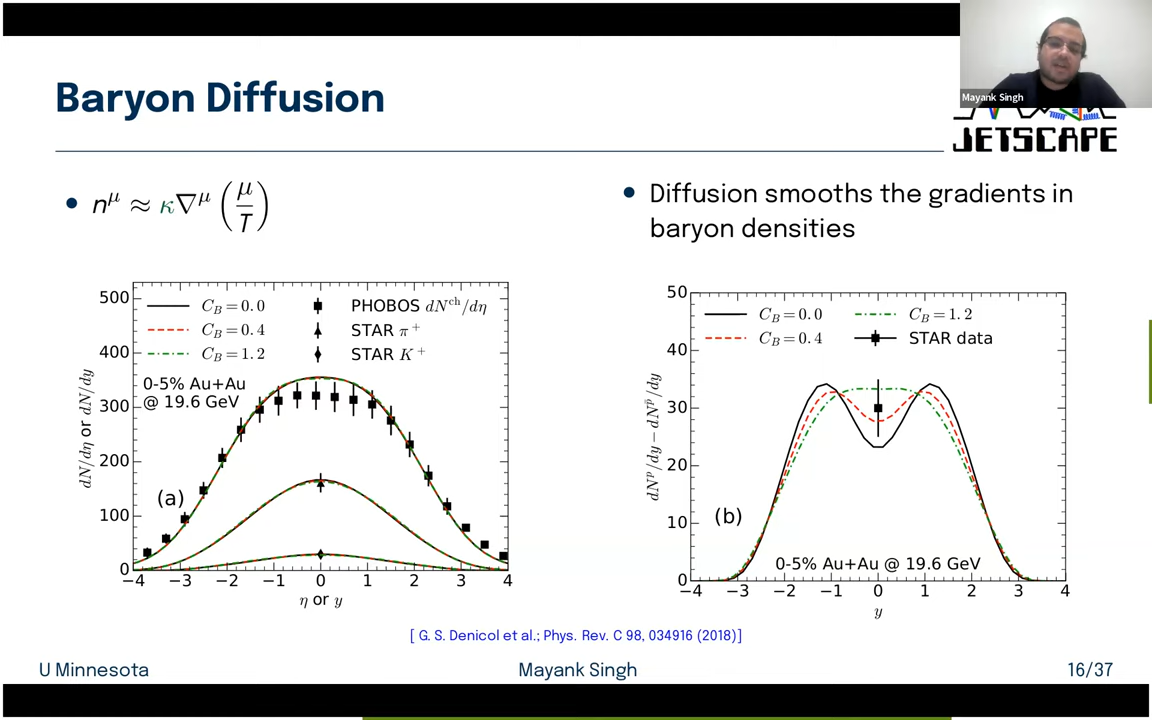 Mayank Singh
JETSCAPE
Baryon Diffusion
• n^μ ≈ κ∇^μ (μ/T)
• Diffusion smooths the gradients in
baryon densities
dN/dη or dN/dy
500
400
300
200
100
0
C_B = 0.0
C_B = 0.4
C_B = 1.2
PHOBOS dN^ch/dη
STAR π^+
STAR K^+
0-5% Au+Au
@ 19.6 GeV
(a)
−4 −3 −2 −1 0 1 2 3 4
η or y
dN^p/dy − dN^p̄/dy
50
40
30
20
10
0
C_B = 0.0
C_B = 0.4
C_B = 1.2
STAR data
(b)
0-5% Au+Au @ 19.6 GeV
−4 −3 −2 −1 0 1 2 3 4
y
[ G. S. Denicol et al.; Phys. Rev. C 98, 034916 (2018)]
U Minnesota
Mayank Singh
16/37